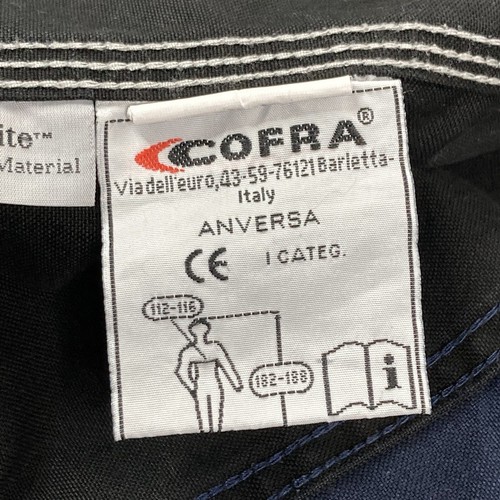 ite™
Material
COFRA®
Via dell'euro,43-59-76121 Barletta-
Italy
ANVERSA
CE I CATEG.
112-116
182-188
i